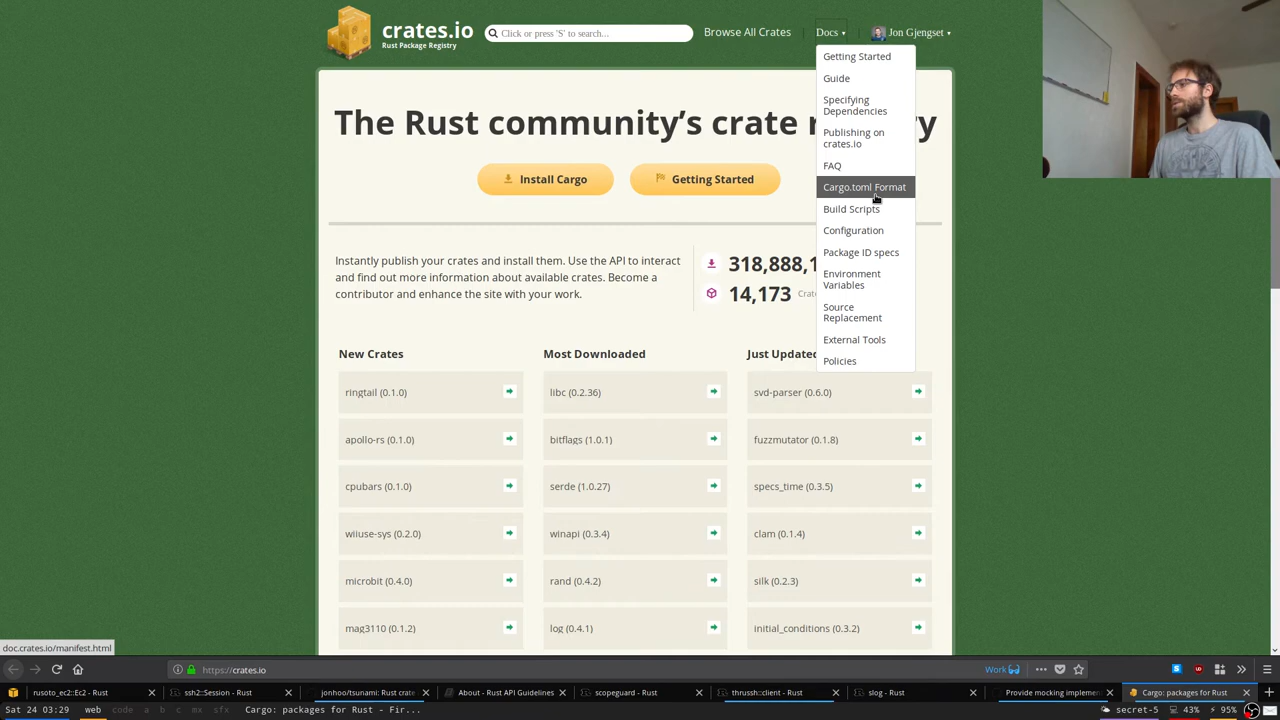 crates.io
Rust Package Registry
Click or press 'S' to search...
Browse All Crates
Docs ▾
Jon Gjengset ▾
Getting Started
Guide
Specifying
Dependencies
Publishing on
crates.io
FAQ
Cargo.toml Format
Build Scripts
Configuration
Package ID specs
Environment
Variables
Source
Replacement
External Tools
Policies
The Rust community's crate r
y
Install Cargo
Getting Started
Instantly publish your crates and install them. Use the API to interact
and find out more information about available crates. Become a
contributor and enhance the site with your work.
318,888,1
14,173 Crat
New Crates
ringtail (0.1.0)
apollo-rs (0.1.0)
cpubars (0.1.0)
wiiuse-sys (0.2.0)
microbit (0.4.0)
mag3110 (0.1.2)
Most Downloaded
libc (0.2.36)
bitflags (1.0.1)
serde (1.0.27)
winapi (0.3.4)
rand (0.4.2)
log (0.4.1)
Just Updated
svd-parser (0.6.0)
fuzzmutator (0.1.8)
specs_time (0.3.5)
clam (0.1.4)
silk (0.2.3)
initial_conditions (0.3.2)
doc.crates.io/manifest.html
https://crates.io
Work
rusoto_ec2::Ec2 - Rust
ssh2::Session - Rust
jonhoo/tsunami: Rust crate
About - Rust API Guidelines
scopeguard - Rust
thrussh::client - Rust
slog - Rust
Provide mocking implemen
Cargo: packages for Rust
Sat 24 03:29 web code a b c mx sfx Cargo: packages for Rust - Fir...
secret-5 43% 95%